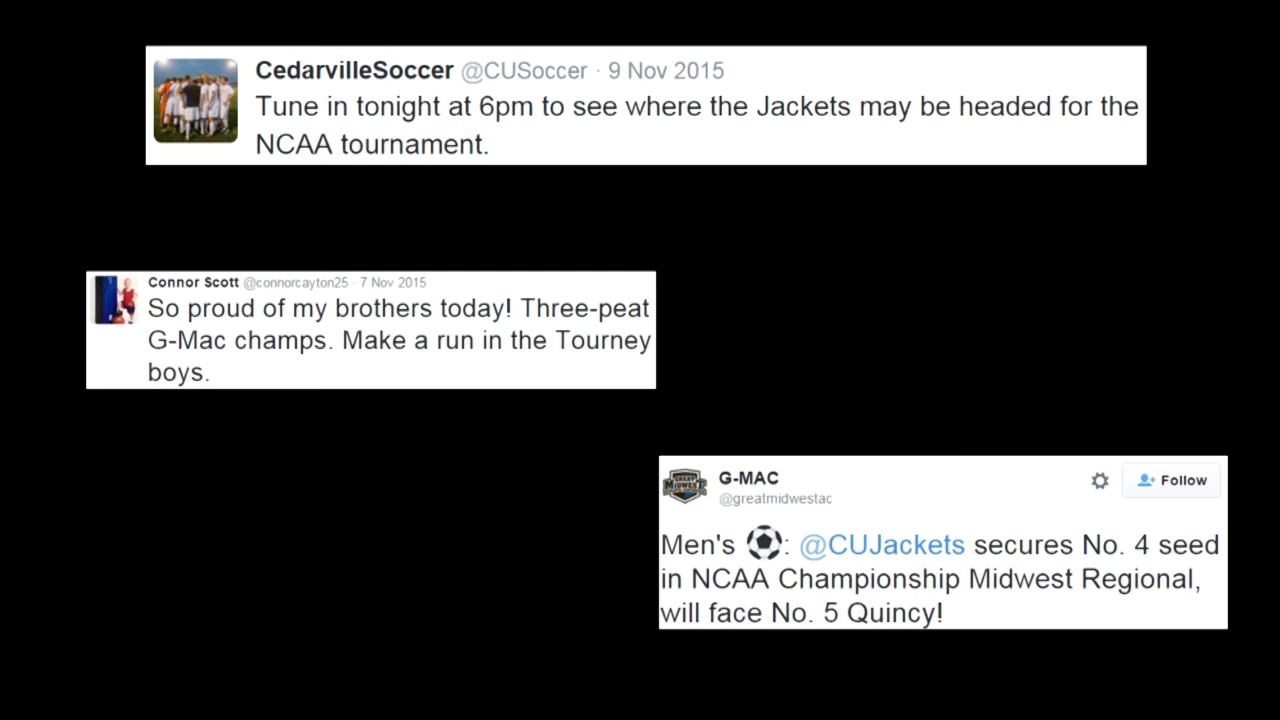 CedarvilleSoccer @CUSoccer · 9 Nov 2015
Tune in tonight at 6pm to see where the Jackets may be headed for the
NCAA tournament.
Connor Scott @connorcayton25 · 7 Nov 2015
So proud of my brothers today! Three-peat
G-Mac champs. Make a run in the Tourney
boys.
GREAT
MIDWEST
G-MAC
Follow
@greatmidwestac
Men's ⚽: @CUJackets secures No. 4 seed
in NCAA Championship Midwest Regional,
will face No. 5 Quincy!